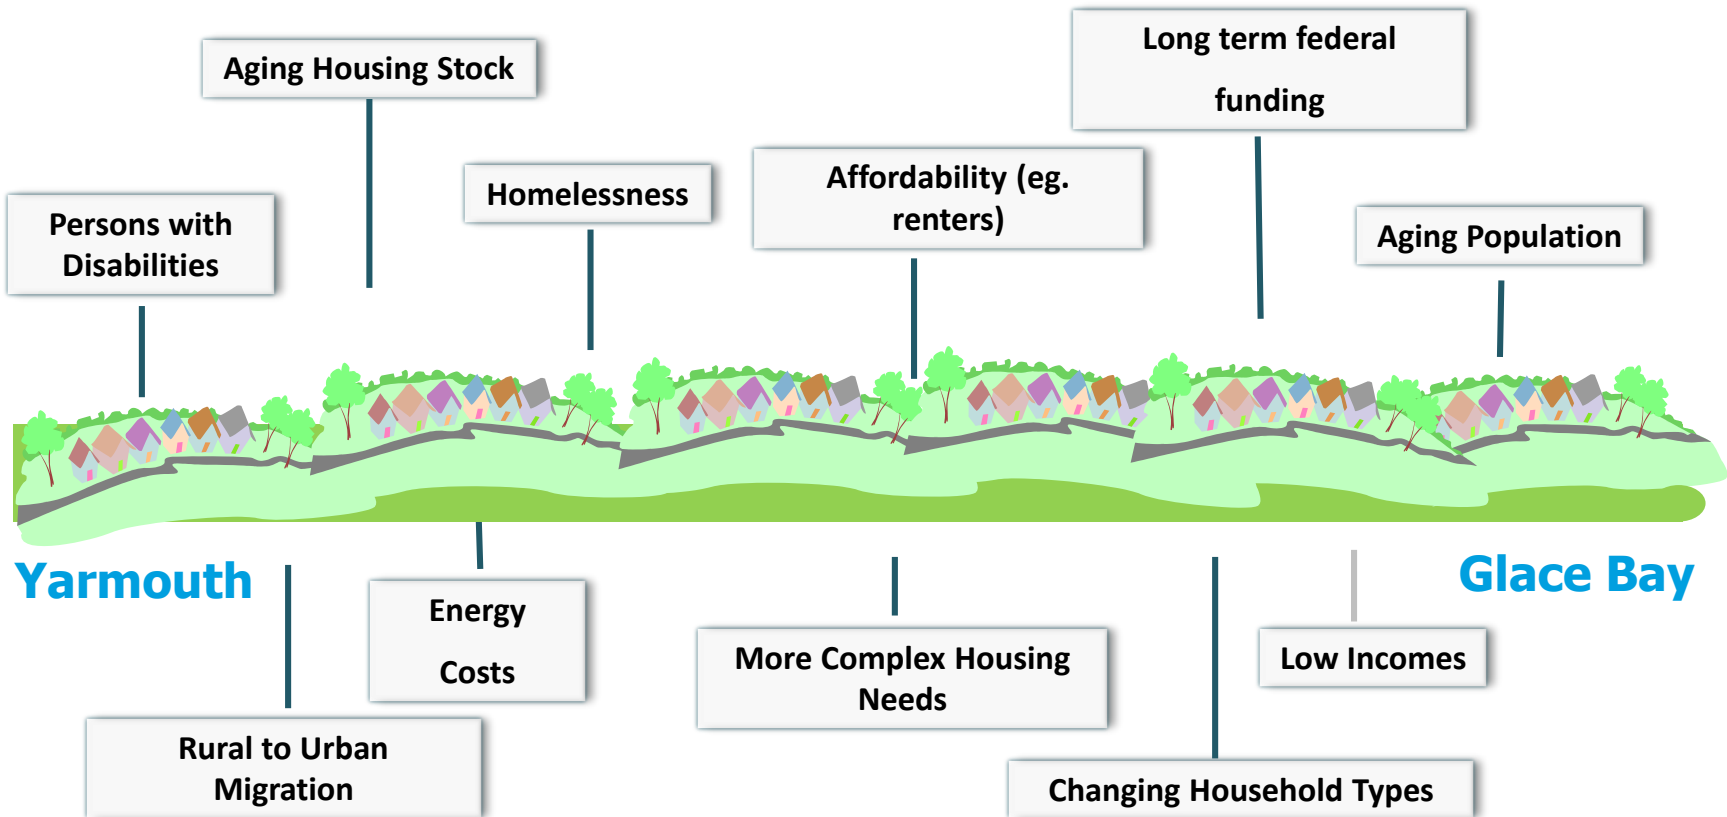 Long term federal
funding
Aging Housing Stock
Homelessness
Affordability (eg.
renters)
Persons with
Disabilities
Aging Population
Yarmouth
Glace Bay
Energy
Costs
More Complex Housing
Needs
Low Incomes
Rural to Urban
Migration
Changing Household Types